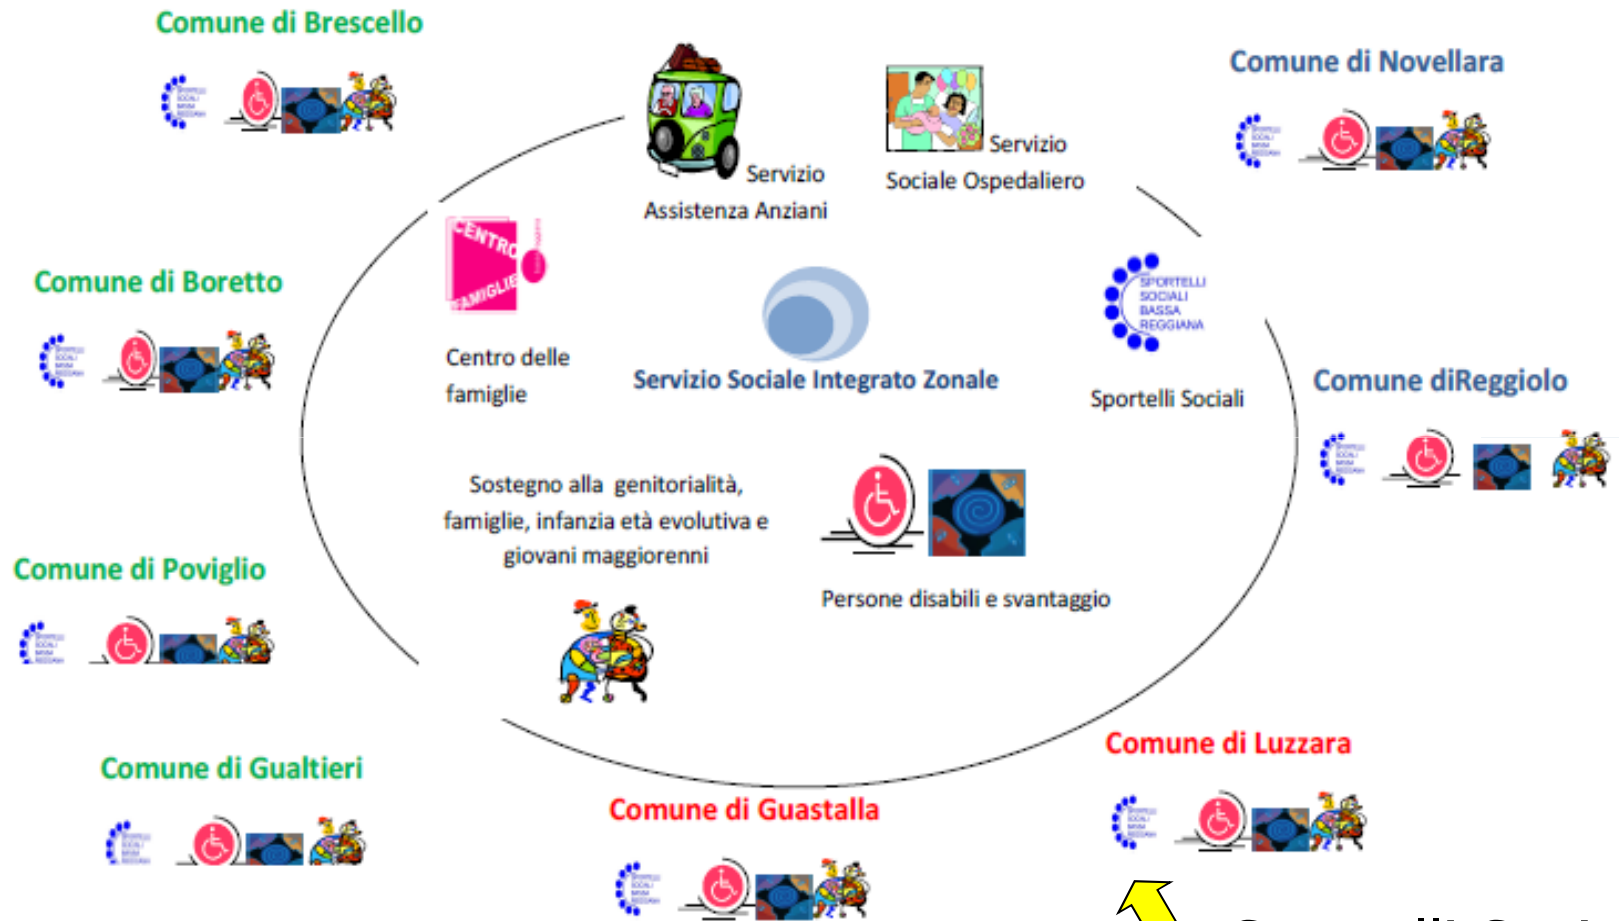 Comune di Brescello
Comune di Novellara
Servizio
Assistenza Anziani
Servizio
Sociale Ospedaliero
CENTRO
FAMIGLIE
Centro delle
famiglie
Comune di Boretto
SPORTELLI
SOCIALI
BASSA
REGGIANA
Sportelli Sociali
Servizio Sociale Integrato Zonale
Comune diReggiolo
Sostegno alla genitorialità,
famiglie, infanzia età evolutiva e
giovani maggiorenni
Persone disabili e svantaggio
Comune di Poviglio
Comune di Gualtieri
Comune di Guastalla
Comune di Luzzara